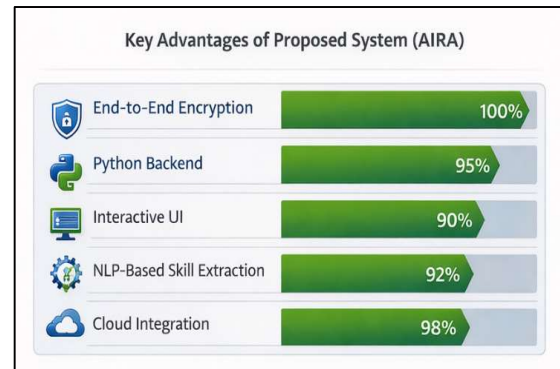 Key Advantages of Proposed System (AIRA)
End-to-End Encryption 100%
Python Backend 95%
Interactive UI 90%
NLP-Based Skill Extraction 92%
Cloud Integration 98%